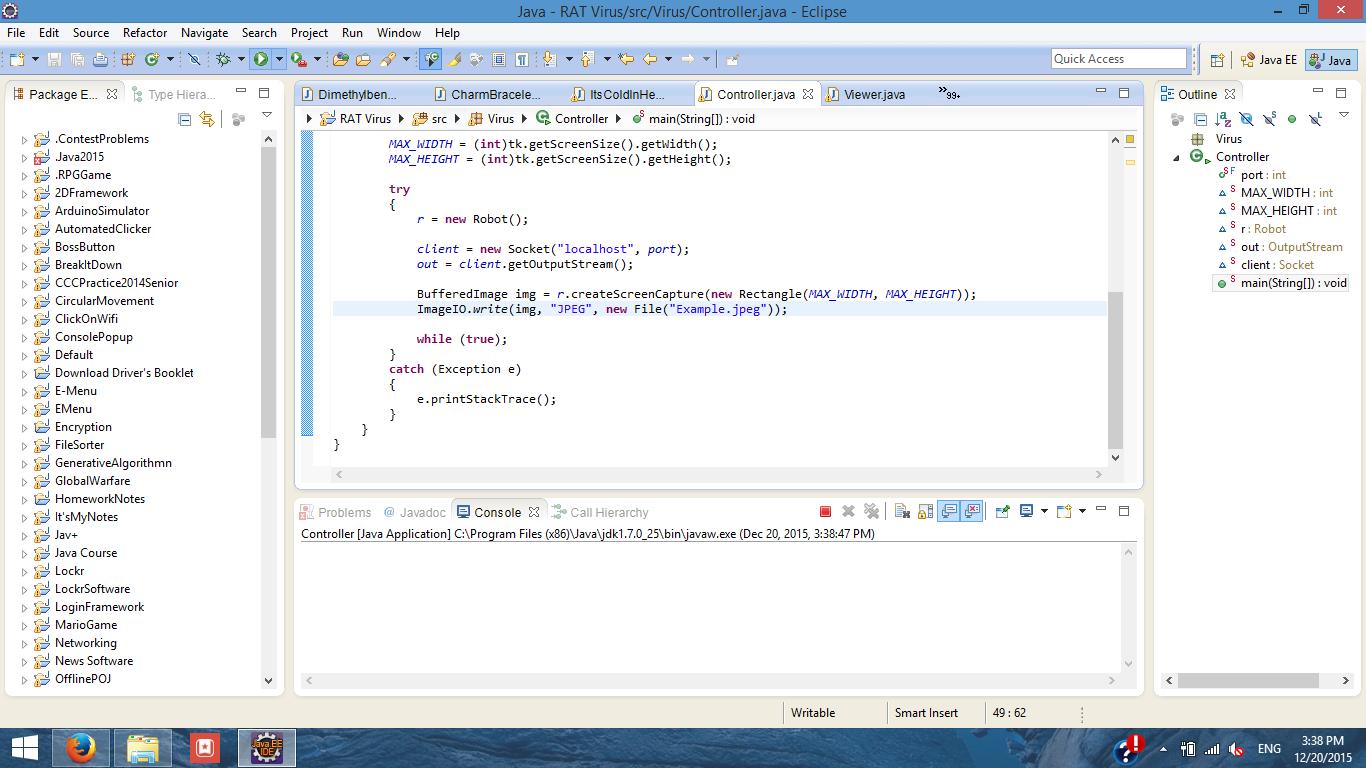 Java - RAT Virus/src/Virus/Controller.java - Eclipse
File Edit Source Refactor Navigate Search Project Run Window Help
Quick Access
Java EE
Java
Package E...
Type Hiera...
.ContestProblems
Java2015
.RPGGame
2DFramework
ArduinoSimulator
AutomatedClicker
BossButton
BreakItDown
CCCPractice2014Senior
CircularMovement
ClickOnWifi
ConsolePopup
Default
Download Driver's Booklet
E-Menu
EMenu
Encryption
FileSorter
GenerativeAlgorithmn
GlobalWarfare
HomeworkNotes
It'sMyNotes
Jav+
Java Course
Lockr
LockrSoftware
LoginFramework
MarioGame
Networking
News Software
OfflinePOJ
Dimethylben...
CharmBracele...
ItsColdInHe...
Controller.java
Viewer.java
»99+
RAT Virus
src
Virus
Controller
main(String[]) : void
MAX_WIDTH = (int)tk.getScreenSize().getWidth();
MAX_HEIGHT = (int)tk.getScreenSize().getHeight();
try
{
r = new Robot();
client = new Socket("localhost", port);
out = client.getOutputStream();
BufferedImage img = r.createScreenCapture(new Rectangle(MAX_WIDTH, MAX_HEIGHT));
ImageIO.write(img, "JPEG", new File("Example.jpeg"));
while (true);
}
catch (Exception e)
{
e.printStackTrace();
}
}
}
Problems
@ Javadoc
Console
Call Hierarchy
Controller [Java Application] C:\Program Files (x86)\Java\jdk1.7.0_25\bin\javaw.exe (Dec 20, 2015, 3:38:47 PM)
Outline
Virus
Controller
port : int
MAX_WIDTH : int
MAX_HEIGHT : int
r : Robot
out : OutputStream
client : Socket
main(String[]) : void
Writable
Smart Insert
49 : 62
Java EE
IDE
ENG
3:38 PM
12/20/2015